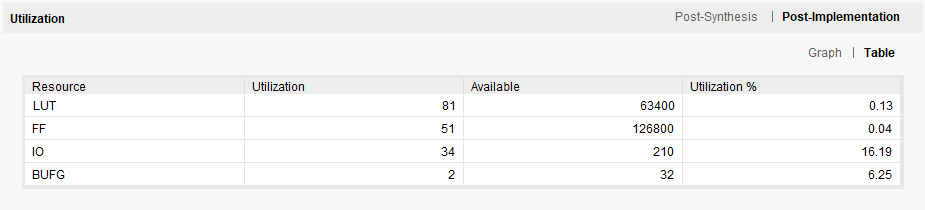 Utilization Post-Synthesis | Post-Implementation
Graph | Table
Resource Utilization Available Utilization %
LUT 81 63400 0.13
FF 51 126800 0.04
IO 34 210 16.19
BUFG 2 32 6.25